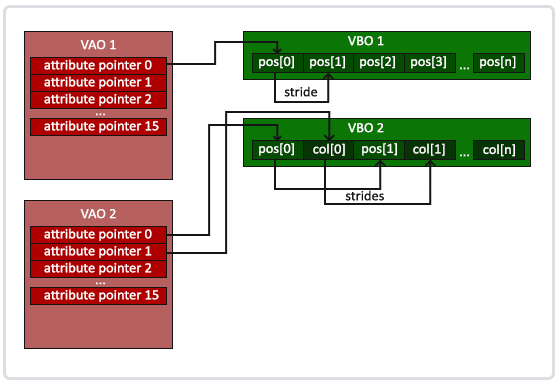 VAO 1
attribute pointer 0
attribute pointer 1
attribute pointer 2
...
attribute pointer 15
VBO 1
pos[0] pos[1] pos[2] pos[3] ... pos[n]
stride
VBO 2
pos[0] col[0] pos[1] col[1] ... col[n]
strides
VAO 2
attribute pointer 0
attribute pointer 1
attribute pointer 2
...
attribute pointer 15